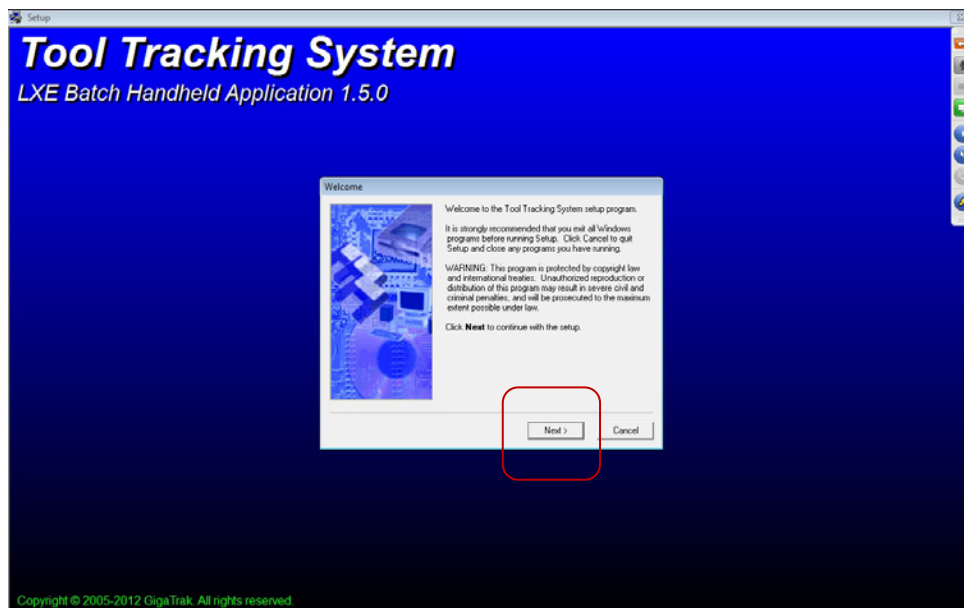 Setup
Tool Tracking System
LXE Batch Handheld Application 1.5.0
Welcome
Welcome to the Tool Tracking System setup program.
It is strongly recommended that you exit all Windows
programs before running Setup. Click Cancel to quit
Setup and close any programs you have running.
WARNING: This program is protected by copyright law
and international treaties. Unauthorized reproduction or
distribution of this program may result in severe civil and
criminal penalties, and will be prosecuted to the maximum
extent possible under law.
Click Next to continue with the setup.
Next >
Cancel
Copyright © 2005-2012 GigaTrak. All rights reserved.